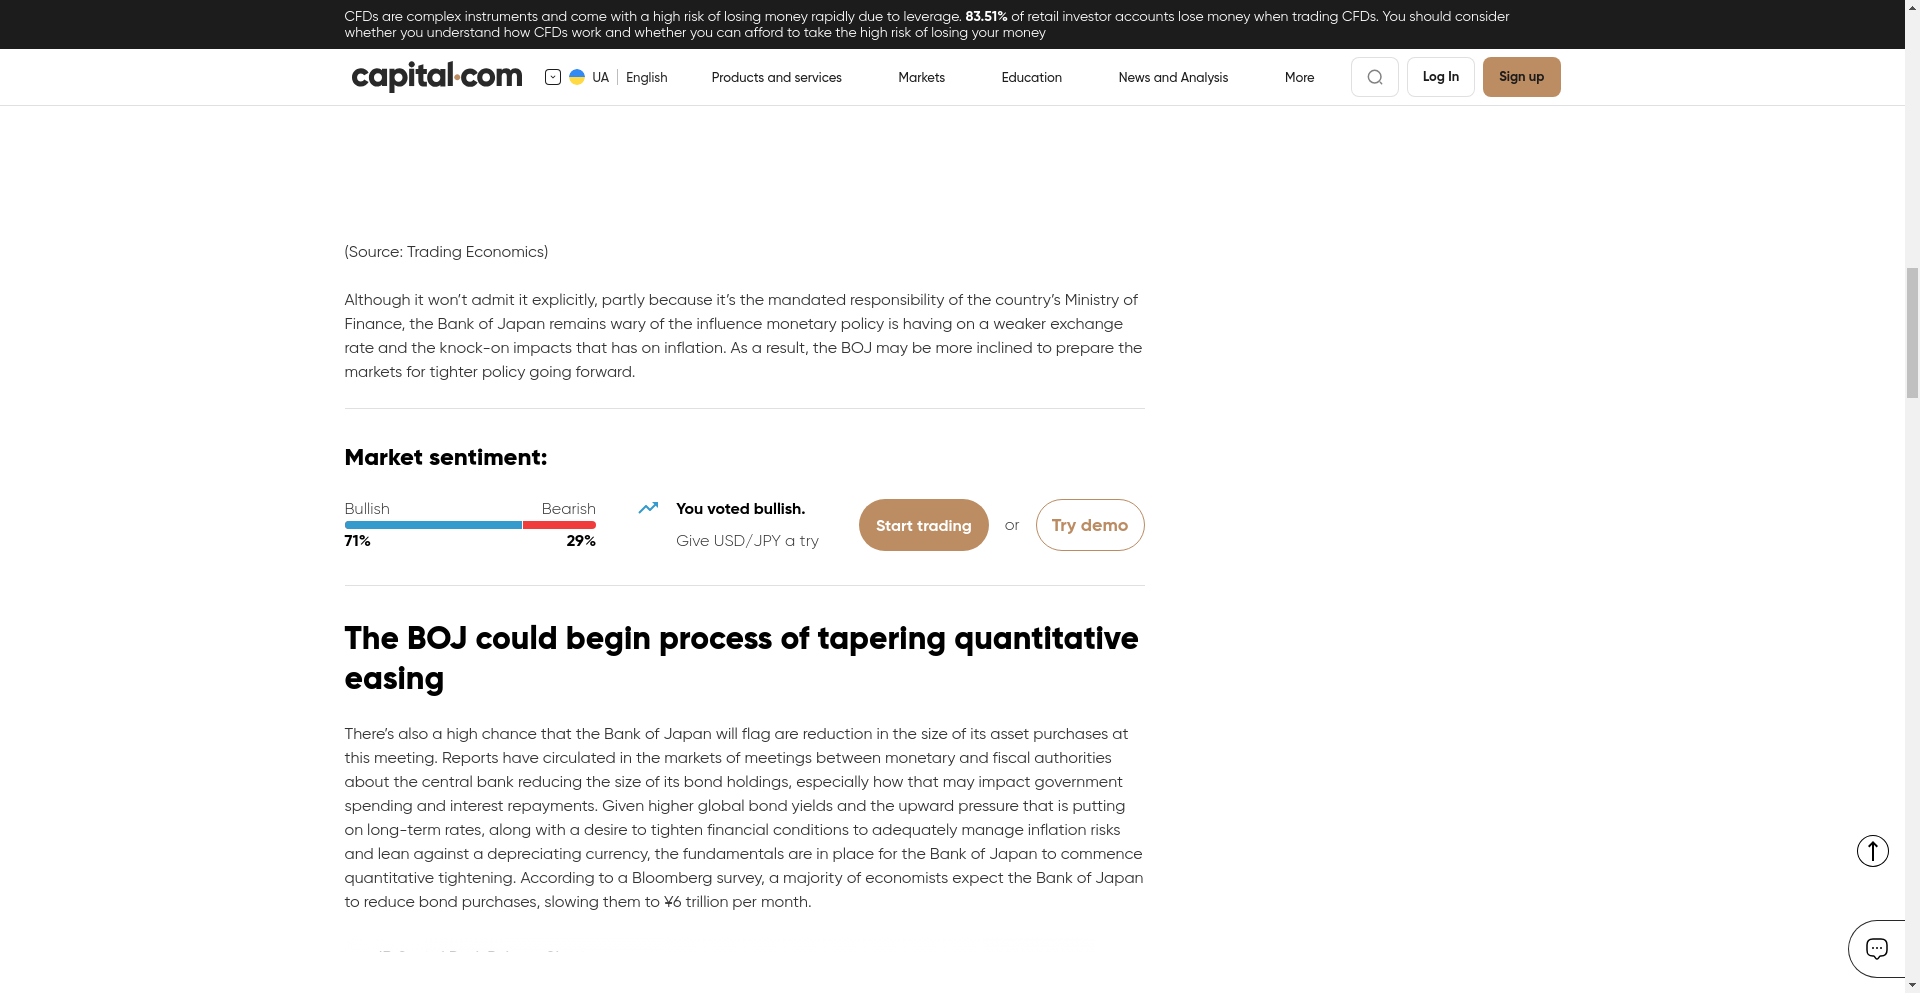 CFDs are complex instruments and come with a high risk of losing money rapidly due to leverage. 83.51% of retail investor accounts lose money when trading CFDs. You should consider
whether you understand how CFDs work and whether you can afford to take the high risk of losing your money
capital.com
UA
English
Products and services
Markets
Education
News and Analysis
More
Log In
Sign up
(Source: Trading Economics)
Although it won’t admit it explicitly, partly because it’s the mandated responsibility of the country’s Ministry of
Finance, the Bank of Japan remains wary of the influence monetary policy is having on a weaker exchange
rate and the knock-on impacts that has on inflation. As a result, the BOJ may be more inclined to prepare the
markets for tighter policy going forward.
Market sentiment:
Bullish
Bearish
71%
29%
You voted bullish.
Give USD/JPY a try
Start trading
or
Try demo
The BOJ could begin process of tapering quantitative
easing
There’s also a high chance that the Bank of Japan will flag are reduction in the size of its asset purchases at
this meeting. Reports have circulated in the markets of meetings between monetary and fiscal authorities
about the central bank reducing the size of its bond holdings, especially how that may impact government
spending and interest repayments. Given higher global bond yields and the upward pressure that is putting
on long-term rates, along with a desire to tighten financial conditions to adequately manage inflation risks
and lean against a depreciating currency, the fundamentals are in place for the Bank of Japan to commence
quantitative tightening. According to a Bloomberg survey, a majority of economists expect the Bank of Japan
to reduce bond purchases, slowing them to ¥6 trillion per month.